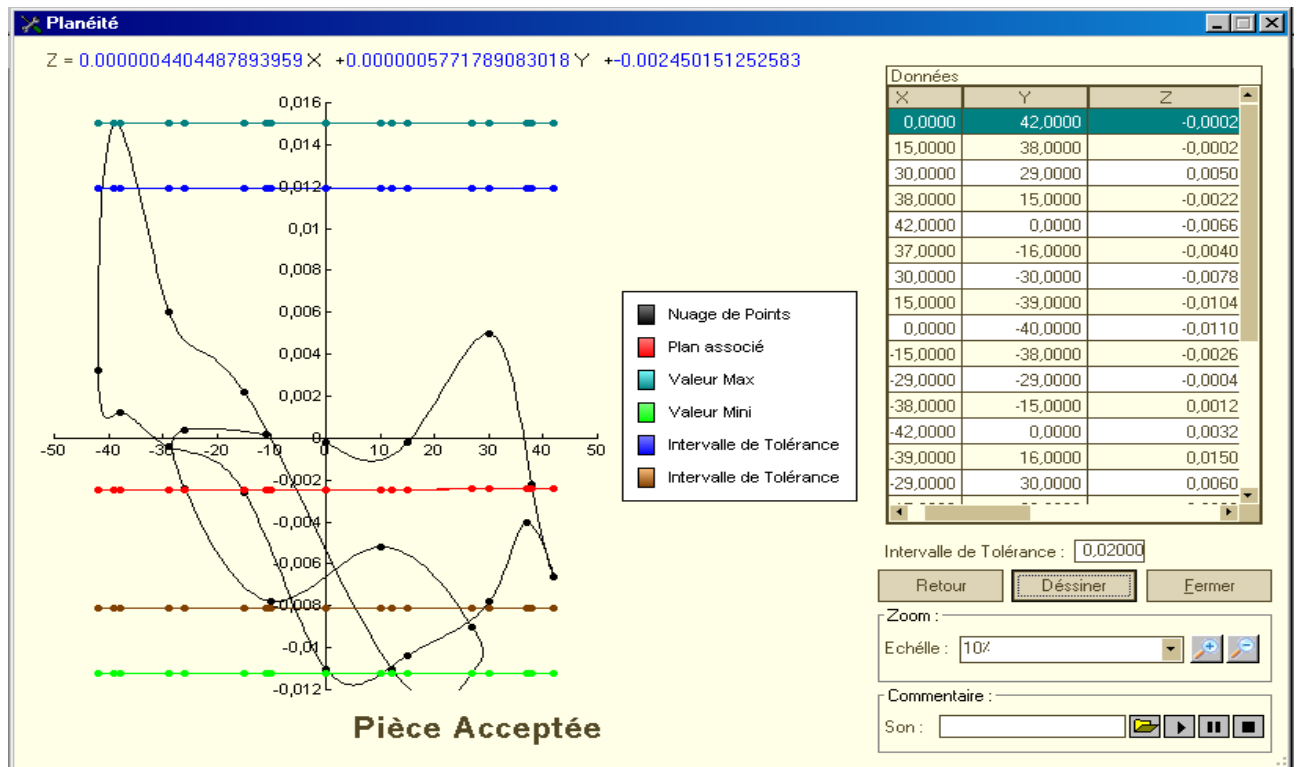 Planéité
Z = 0.0000004404487893959 X +0.0000005771789083018 Y +-0.002450151252583
0,016
0,014
0,012
0,01
0,008
0,006
0,004
0,002
0
-50 -40 -30 -20 -10 10 20 30 40 50
-0,002
-0,004
-0,006
-0,008
-0,01
-0,012
Pièce Acceptée
Nuage de Points
Plan associé
Valeur Max
Valeur Mini
Intervalle de Tolérance
Intervalle de Tolérance
Données
X Y Z
0,0000 42,0000 -0,0002
15,0000 38,0000 -0,0002
30,0000 29,0000 0,0050
38,0000 15,0000 -0,0022
42,0000 0,0000 -0,0066
37,0000 -16,0000 -0,0040
30,0000 -30,0000 -0,0078
15,0000 -39,0000 -0,0104
0,0000 -40,0000 -0,0110
-15,0000 -38,0000 -0,0026
-29,0000 -29,0000 -0,0004
-38,0000 -15,0000 0,0012
-42,0000 0,0000 0,0032
-39,0000 16,0000 0,0150
-29,0000 30,0000 0,0060
Intervalle de Tolérance : 0,02000
Retour Déssiner Fermer
Zoom :
Echélle : 10%
Commentaire :
Son :